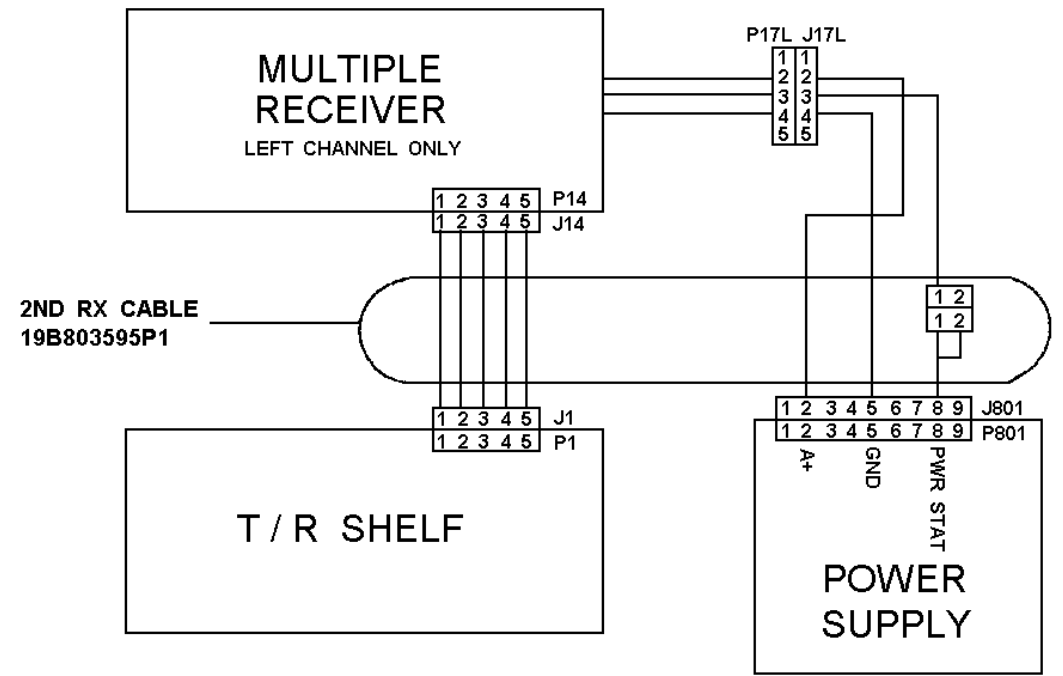 P17L J17L
1 1
2 2
3 3
4 4
5 5
MULTIPLE
RECEIVER
LEFT CHANNEL ONLY
1 2 3 4 5 P14
1 2 3 4 5 J14
2ND RX CABLE
19B803595P1
1 2
1 2
1 2 3 4 5 J1
1 2 3 4 5 P1
1 2 3 4 5 6 7 8 9 J801
1 2 3 4 5 6 7 8 9 P801
A+
GND
PWR STAT
T / R SHELF
POWER
SUPPLY